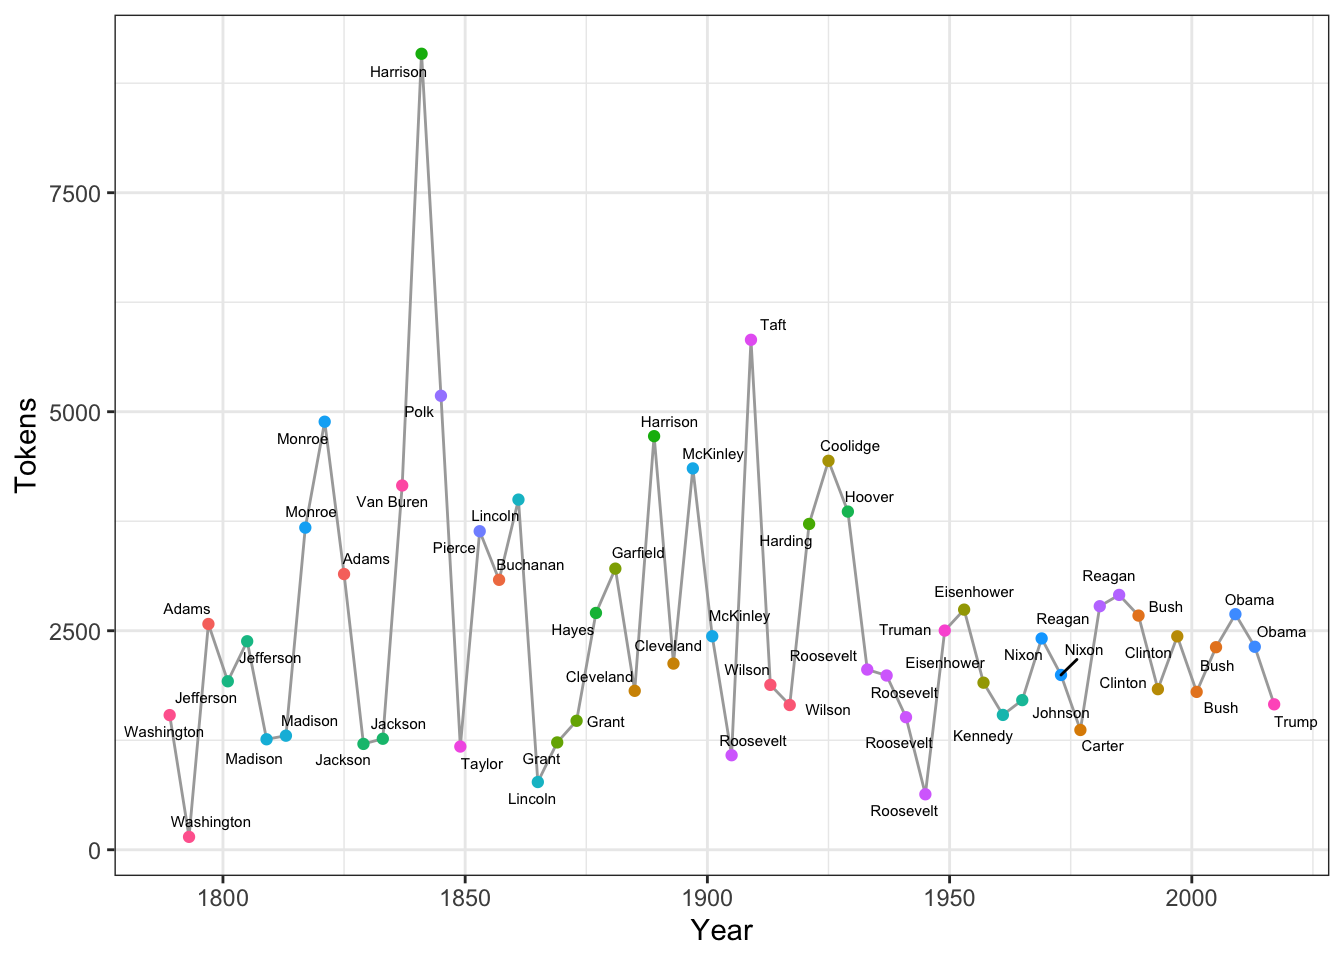 Harrison
7500
Taft
5000
Polk
Monroe
Harrison
Coolidge
McKinley
Hoover
Van Buren
Monroe
Lincoln
Harding
Pierce
Garfield
Adams
Buchanan
Reagan
Eisenhower
Obama
Adams
Bush
McKinley
Reagan
2500
Hayes
Truman
Obama
Cleveland
Nixon
Nixon
Clinton
Jefferson
Roosevelt
Eisenhower
Bush
Wilson
Cleveland
Clinton
Jefferson
Roosevelt
Bush
Wilson
Johnson
Madison
Jackson
Grant
Trump
Washington
Kennedy
Roosevelt
Roosevelt
Carter
Madison
Jackson
Taylor
Grant
Lincoln
Roosevelt
Washington
0
1800
1850
1900
1950
2000
Year
Tokens